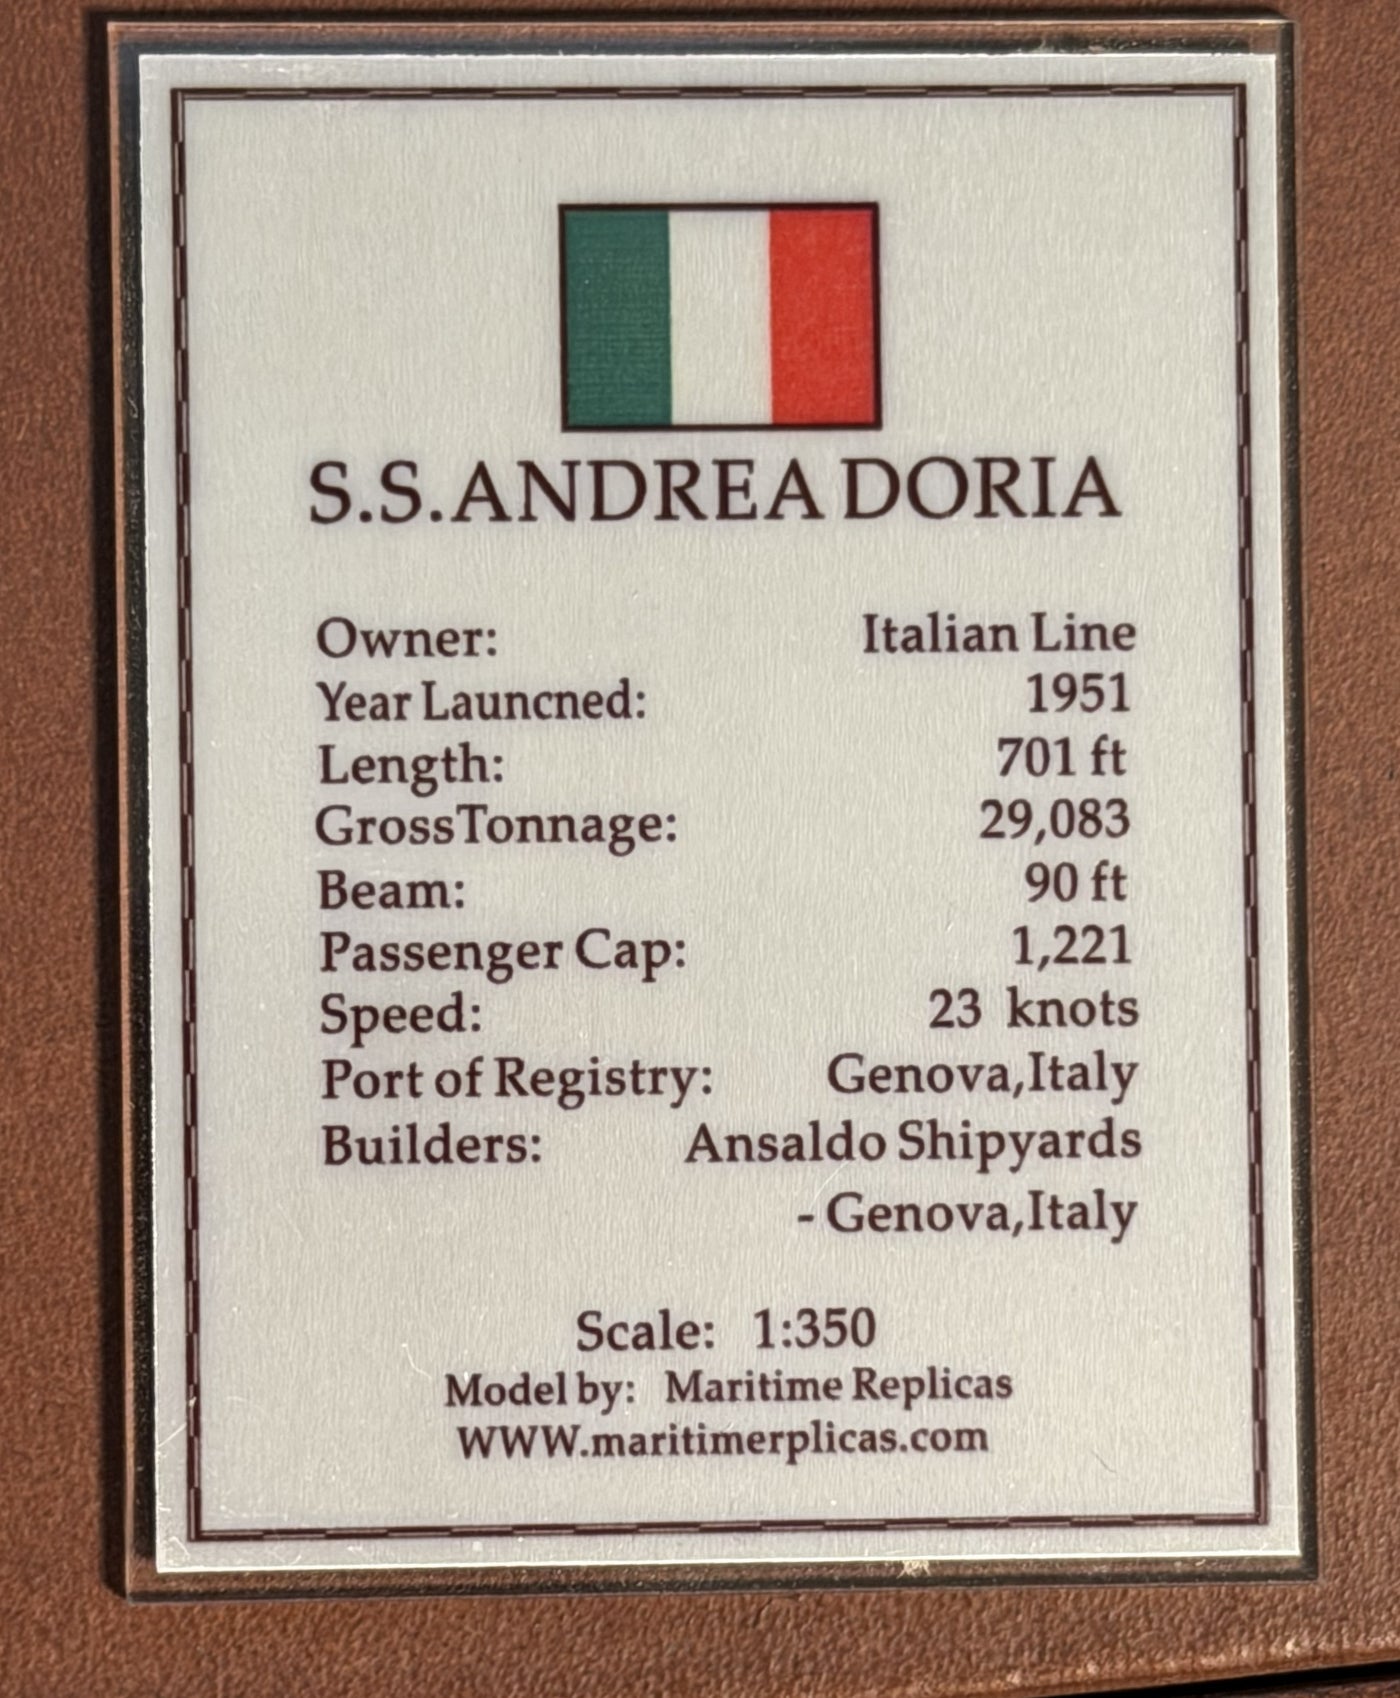 S.S.ANDREA DORIA
Owner: Italian Line
Year Launcned: 1951
Length: 701 ft
GrossTonnage: 29,083
Beam: 90 ft
Passenger Cap: 1,221
Speed: 23 knots
Port of Registry: Genova,Italy
Builders: Ansaldo Shipyards
- Genova,Italy
Scale: 1:350
Model by: Maritime Replicas
WWW.maritimerplicas.com